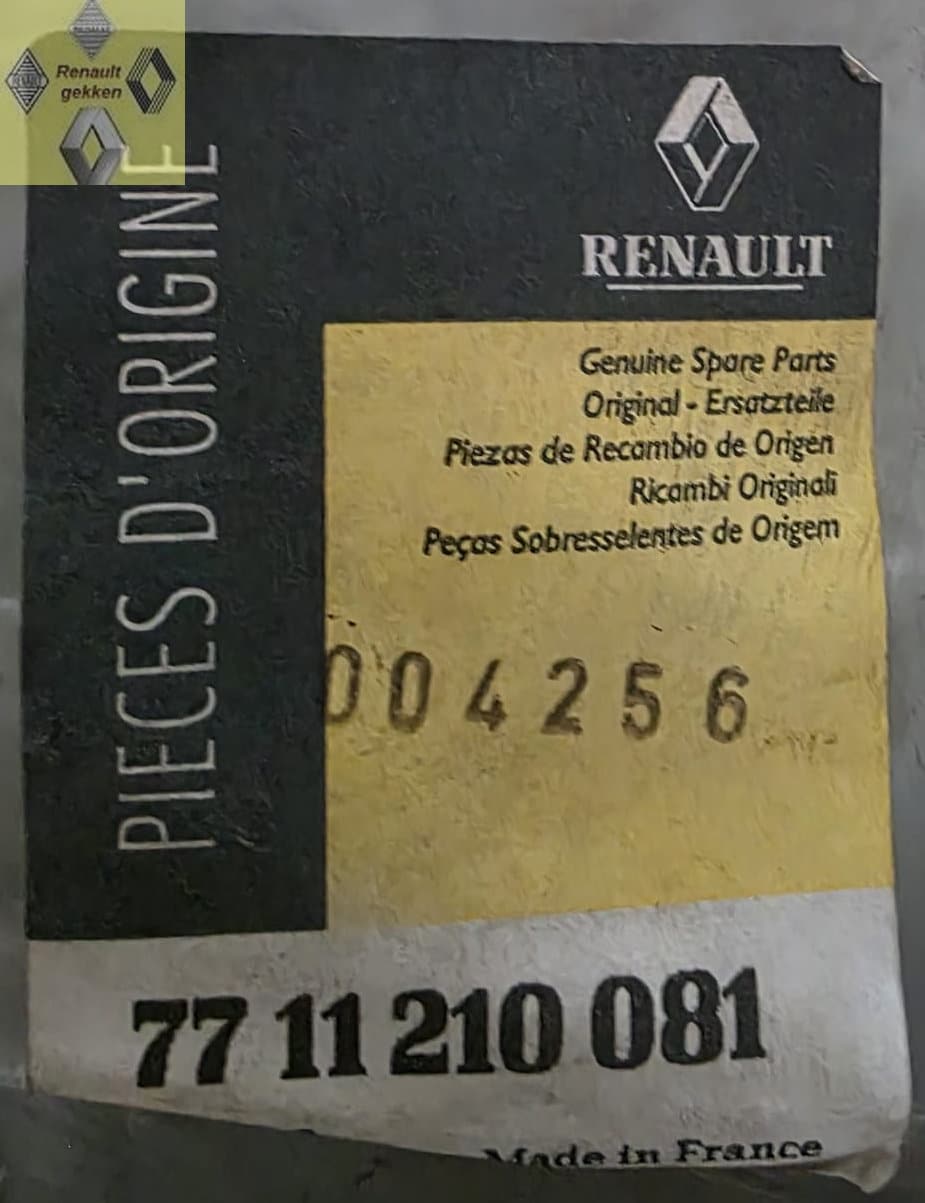 Renault
gekken
PIECES D'ORIGINE
RENAULT
Genuine Spare Parts
Original - Ersatzteile
Piezas de Recambio de Origen
Ricambi Originali
Peças Sobresselentes de Origem
004256
77 11 210 081
Made in France